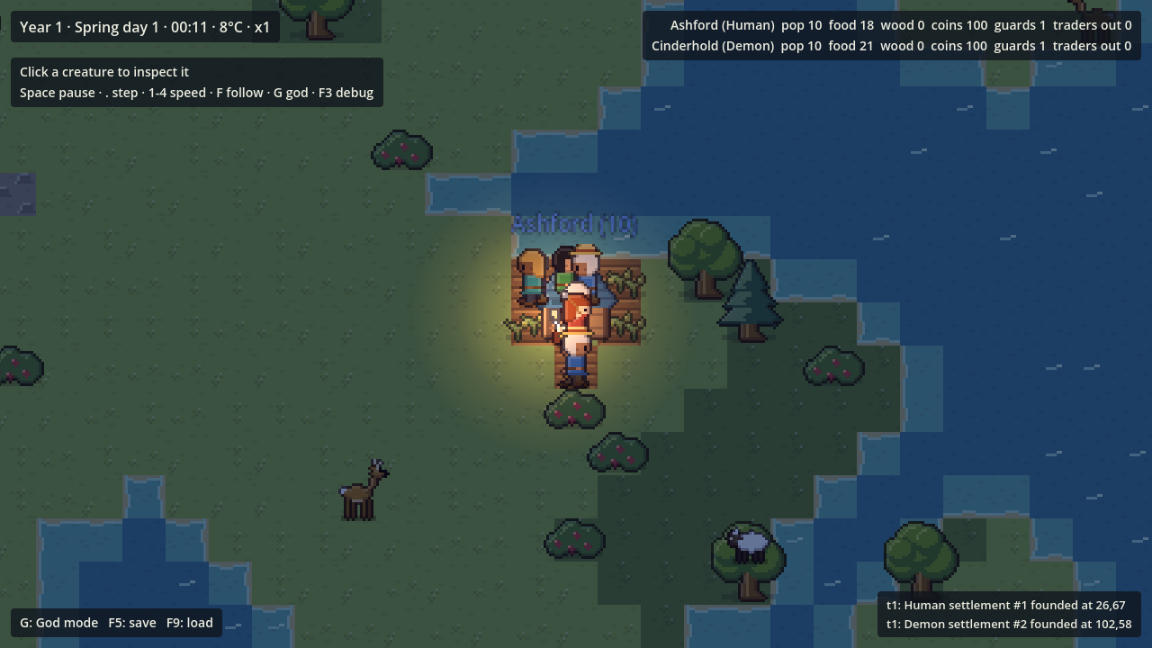 Year 1 · Spring day 1 · 00:11 · 8°C · x1
Ashford (Human) pop 10 food 18 wood 0 coins 100 guards 1 traders out 0
Cinderhold (Demon) pop 10 food 21 wood 0 coins 100 guards 1 traders out 0
Click a creature to inspect it
Space pause · . step · 1-4 speed · F follow · G god · F3 debug
Ashford (10)
G: God mode F5: save F9: load
t1: Human settlement #1 founded at 26,67
t1: Demon settlement #2 founded at 102,58